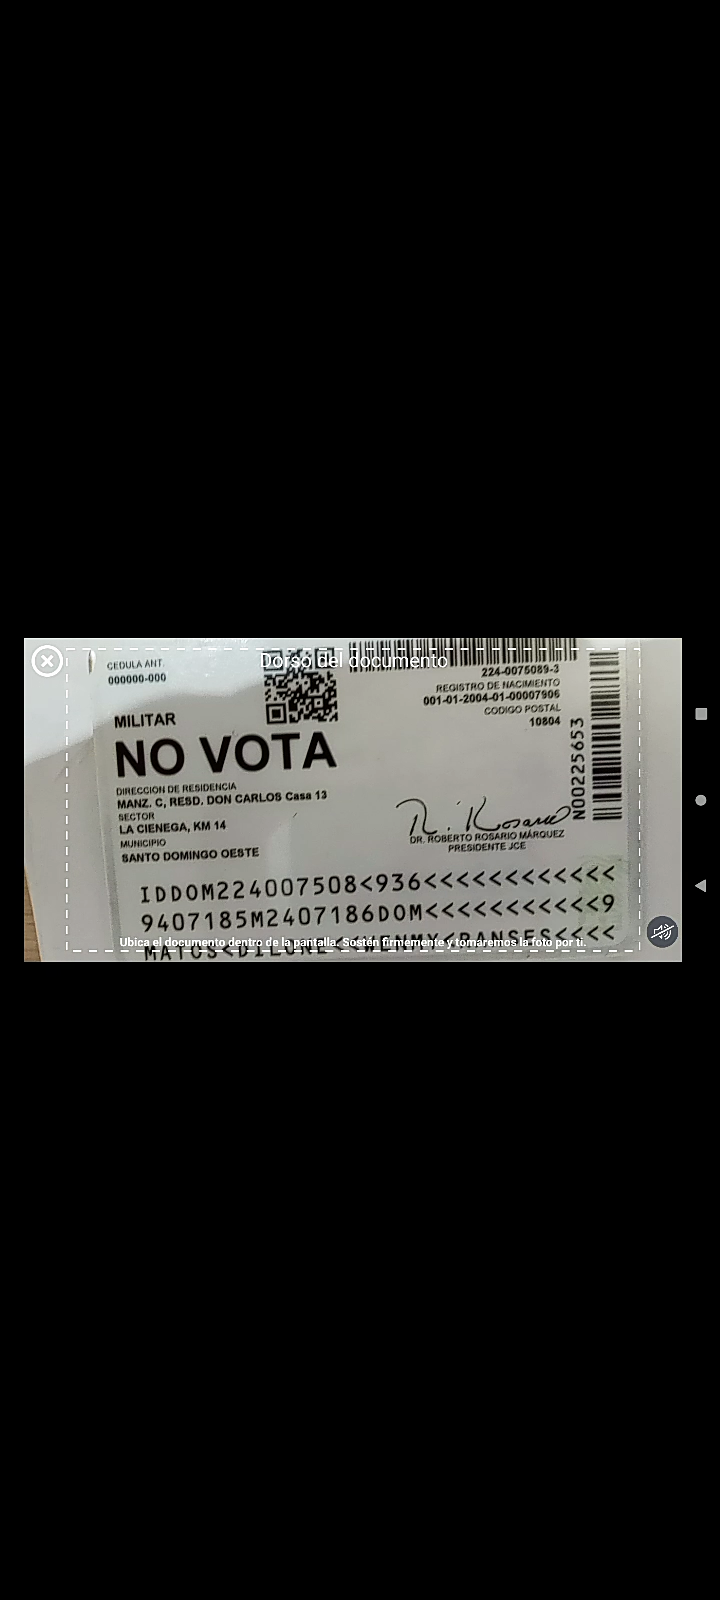 Dorso del documento
CEDULA ANT.
000000-000
224-0075089-3
REGISTRO DE NACIMIENTO
001-01-2004-01-00007906
CODIGO POSTAL
10804
MILITAR
NO VOTA
DIRECCION DE RESIDENCIA
MANZ. C, RESD. DON CARLOS Casa 13
SECTOR
LA CIENEGA, KM 14
MUNICIPIO
SANTO DOMINGO OESTE
N00225653
R. Rosario
DR. ROBERTO ROSARIO MÁRQUEZ
PRESIDENTE JCE
IDDOM224007508<936<<<<<<<<<<<<
9407185M2407186DOM<<<<<<<<<<<9
Ubica el documento dentro de la pantalla. Sostén firmemente y tomaremos la foto por ti.